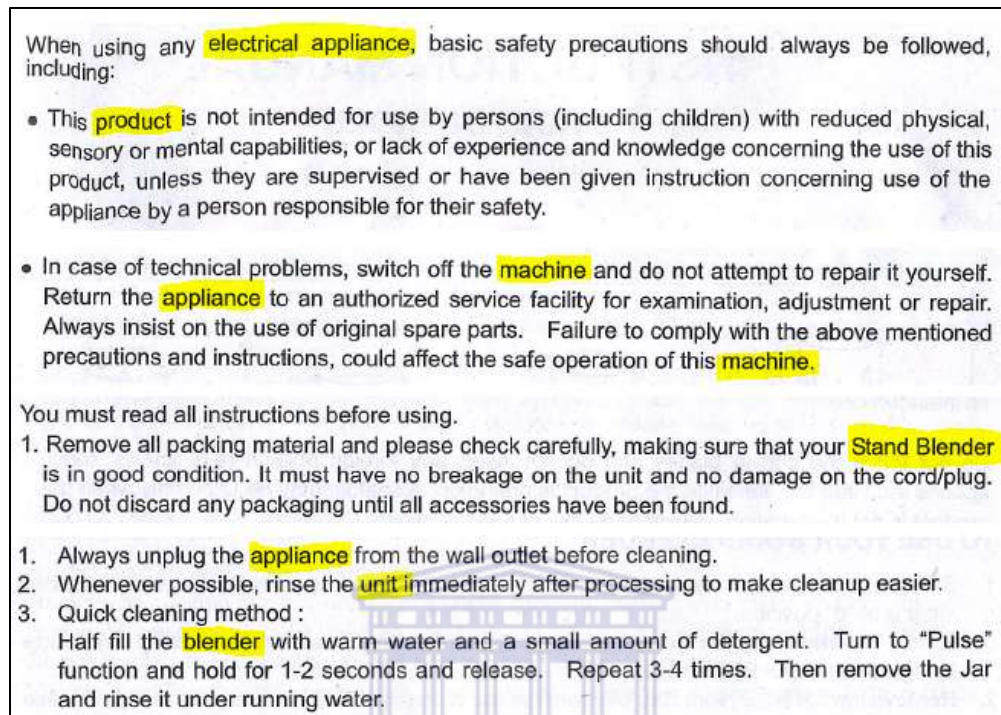 When using any electrical appliance, basic safety precautions should always be followed,
including:
• This product is not intended for use by persons (including children) with reduced physical,
sensory or mental capabilities, or lack of experience and knowledge concerning the use of this
product, unless they are supervised or have been given instruction concerning use of the
appliance by a person responsible for their safety.
• In case of technical problems, switch off the machine and do not attempt to repair it yourself.
Return the appliance to an authorized service facility for examination, adjustment or repair.
Always insist on the use of original spare parts. Failure to comply with the above mentioned
precautions and instructions, could affect the safe operation of this machine.
You must read all instructions before using.
1. Remove all packing material and please check carefully, making sure that your Stand Blender
is in good condition. It must have no breakage on the unit and no damage on the cord/plug.
Do not discard any packaging until all accessories have been found.
1. Always unplug the appliance from the wall outlet before cleaning.
2. Whenever possible, rinse the unit immediately after processing to make cleanup easier.
3. Quick cleaning method :
Half fill the blender with warm water and a small amount of detergent. Turn to “Pulse”
function and hold for 1-2 seconds and release. Repeat 3-4 times. Then remove the Jar
and rinse it under running water.